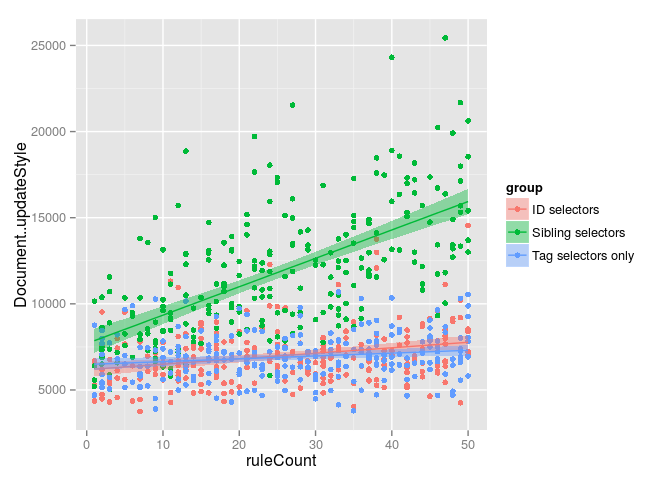 25000
20000
15000
10000
5000
Document..updateStyle
0 10 20 30 40 50
ruleCount
group
ID selectors
Sibling selectors
Tag selectors only